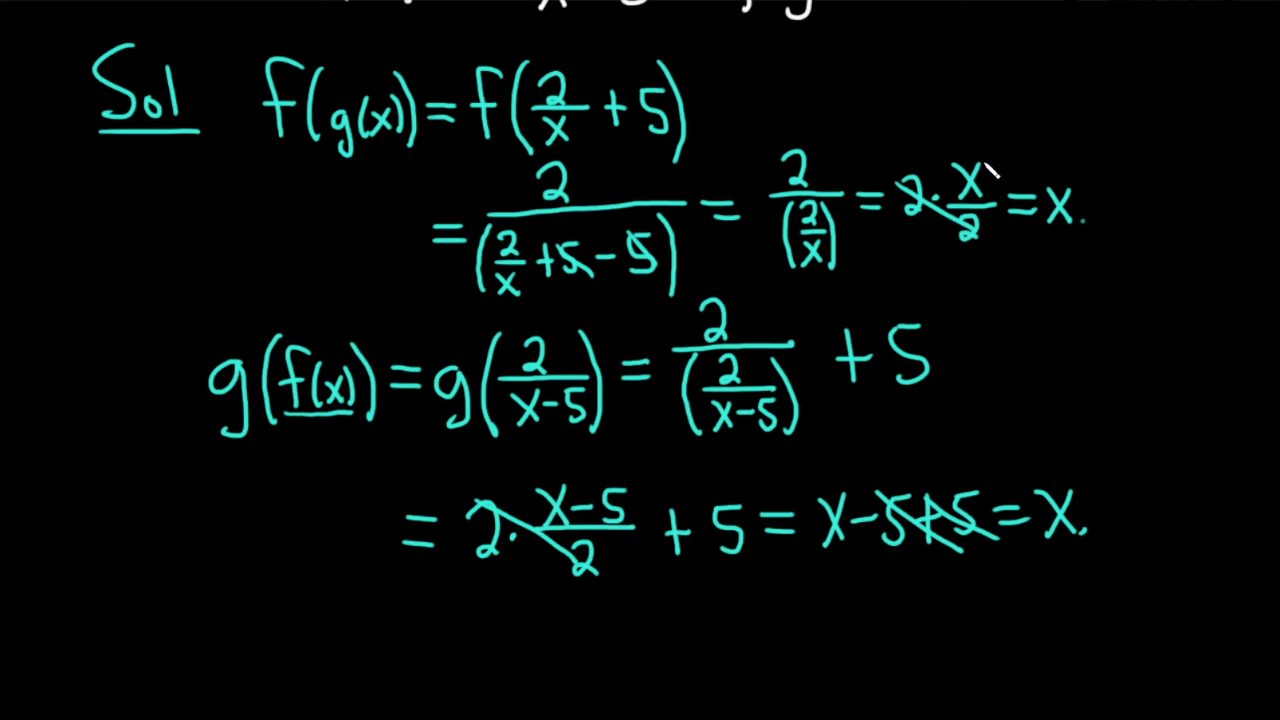 Sol f(g(x)) = f(2/x + 5)
= 2/(2/x + 5 - 5) = 2/(2/x) = 2 · x/2 = x.
g(f(x)) = g(2/(x-5)) = 2/(2/(x-5)) + 5
= 2 · (x-5)/2 + 5 = x - 5 + 5 = x.